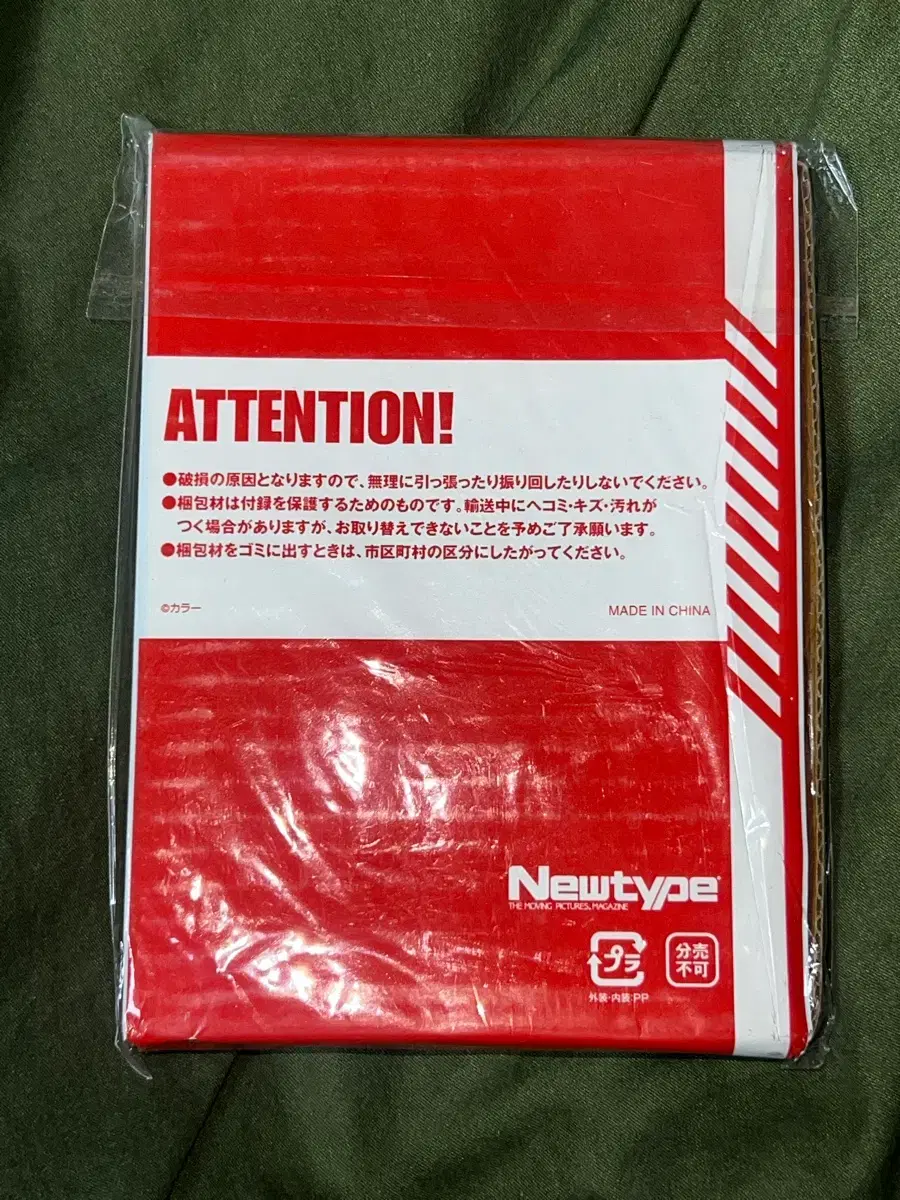 ATTENTION!
●破損の原因となりますので、無理に引っ張ったり振り回したりしないでください。
●梱包材は付録を保護するためのものです。輸送中にヘコミ・キズ・汚れが
つく場合がありますが、お取り替えできないことを予めご了承願います。
●梱包材をゴミに出すときは、市区町村の区分にしたがってください。
©カラー
MADE IN CHINA
Newtype
THE MOVING PICTURES, MAGAZINE
プラ
外装・内装:PP
分売
不可